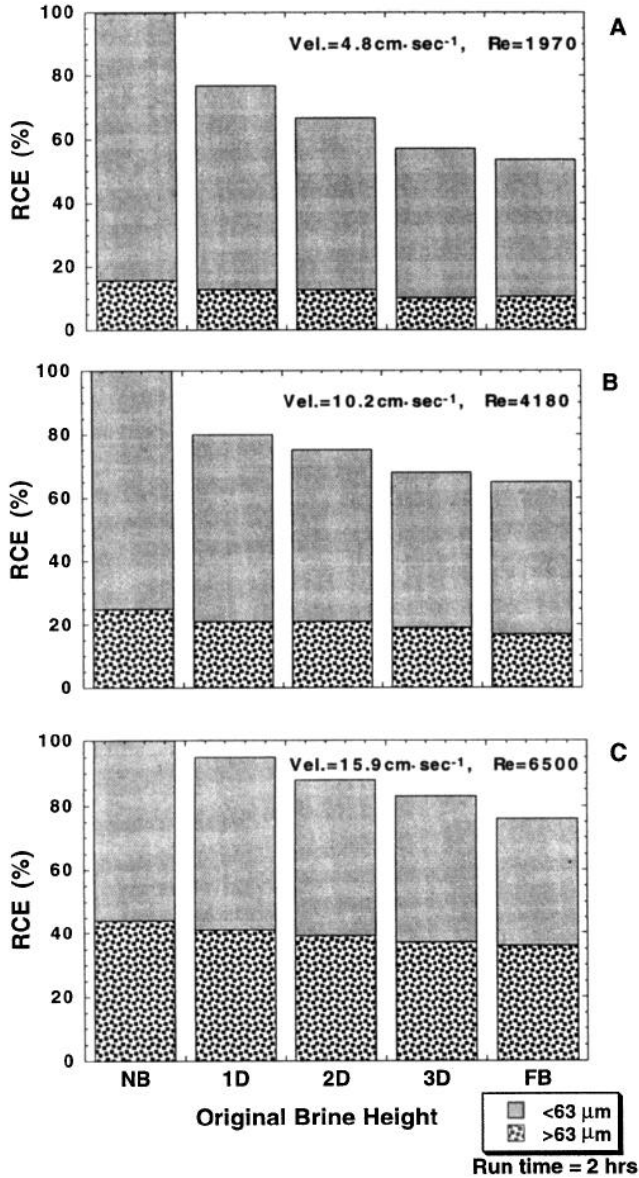 A
Vel.=4.8cm·sec⁻¹, Re=1970
RCE (%)
100
80
60
40
20
0
B
Vel.=10.2cm·sec⁻¹, Re=4180
RCE (%)
100
80
60
40
20
0
C
Vel.=15.9cm·sec⁻¹, Re=6500
RCE (%)
100
80
60
40
20
0
NB 1D 2D 3D FB
Original Brine Height
<63 μm
>63 μm
Run time = 2 hrs